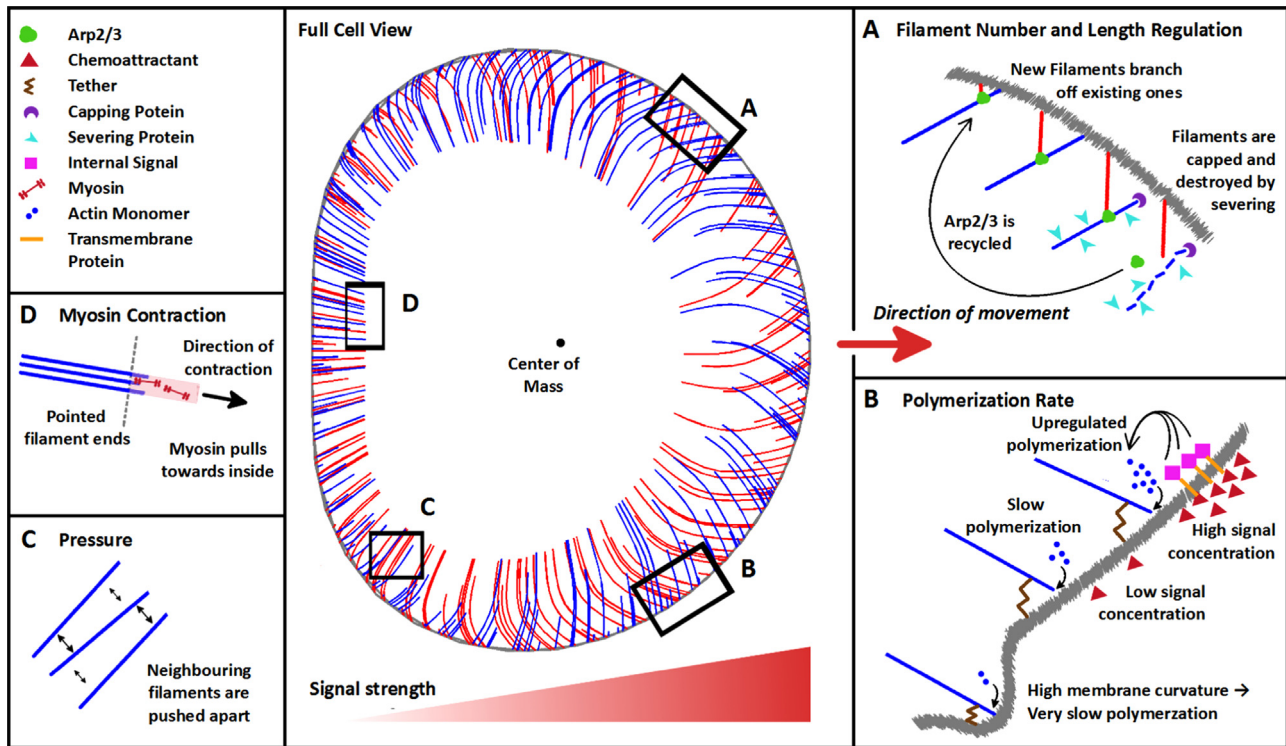 Arp2/3
Chemoattractant
Tether
Capping Potein
Severing Protein
Internal Signal
Myosin
Actin Monomer
Transmembrane
Protein
D Myosin Contraction
Direction of
contraction
Pointed
filament ends
Myosin pulls
towards inside
C Pressure
Neighbouring
filaments are
pushed apart
Full Cell View
A
D
Center of
Mass
C
B
Signal strength
A Filament Number and Length Regulation
New Filaments branch
off existing ones
Filaments are
capped and
destroyed by
severing
Arp2/3 is
recycled
Direction of movement
B Polymerization Rate
Upregulated
polymerization
Slow
polymerization
High signal
concentration
Low signal
concentration
High membrane curvature →
Very slow polymerzation